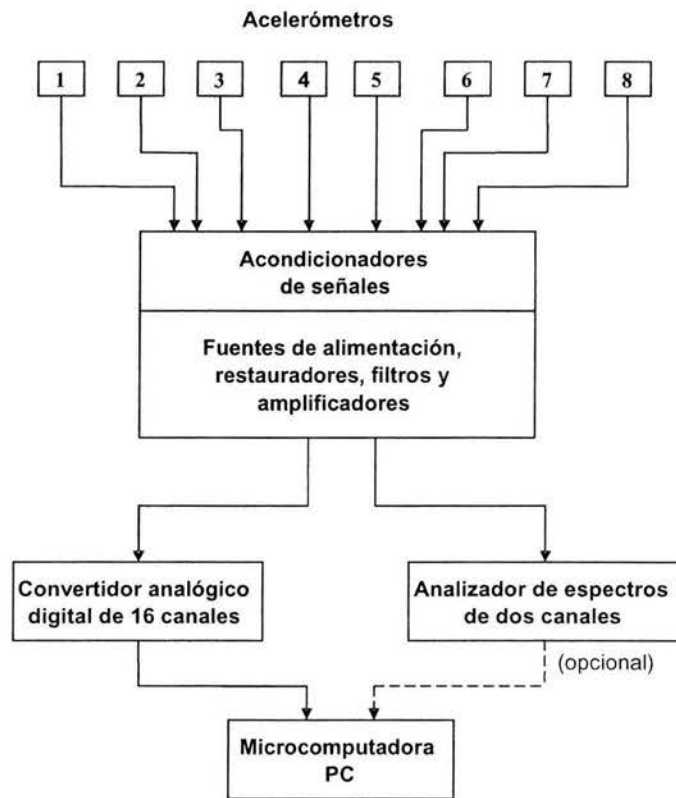 Acelerómetros
1 2 3 4 5 6 7 8
Acondicionadores
de señales
Fuentes de alimentación,
restauradores, filtros y
amplificadores
Convertidor analógico
digital de 16 canales
Analizador de espectros
de dos canales
(opcional)
Microcomputadora
PC